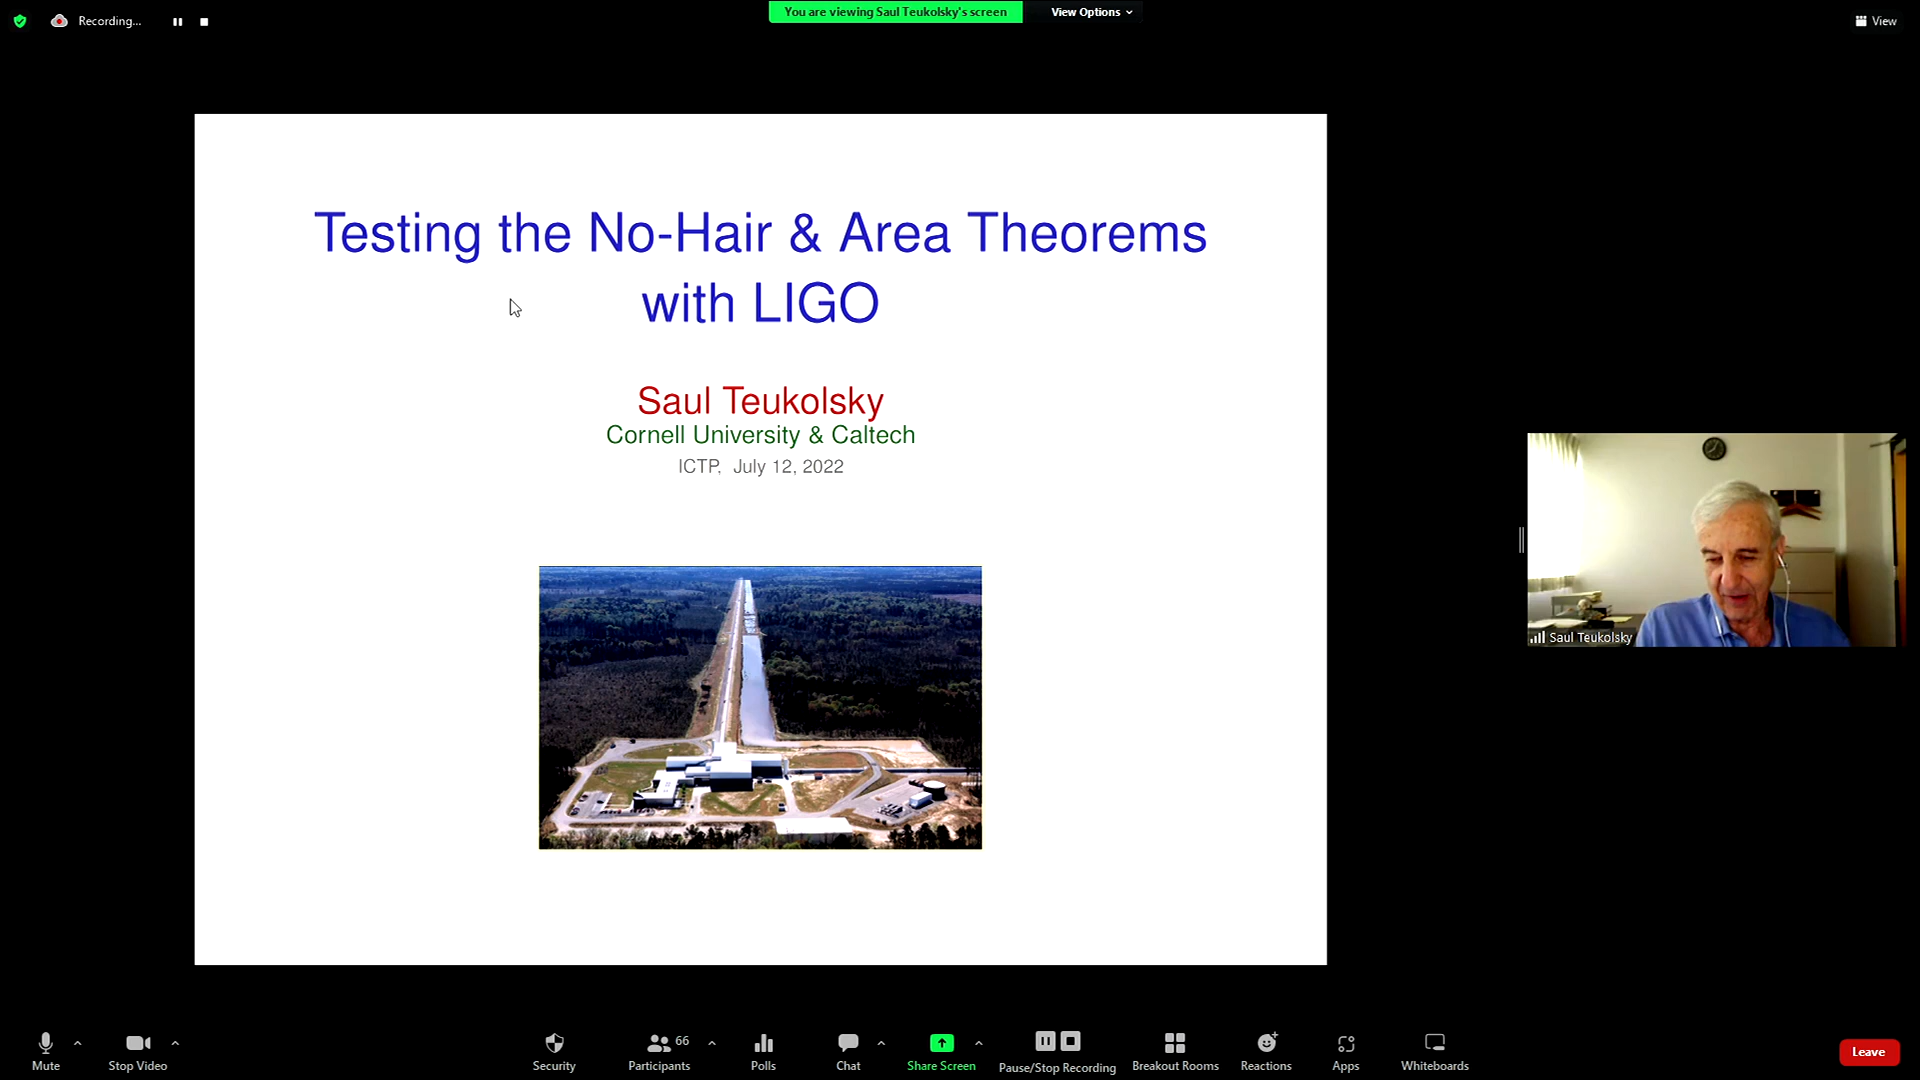 Recording...
You are viewing Saul Teukolsky's screen
View Options
View
Testing the No-Hair & Area Theorems
with LIGO
Saul Teukolsky
Cornell University & Caltech
ICTP, July 12, 2022
Saul Teukolsky
Mute
Stop Video
Security
Participants 66
Polls
Chat
Share Screen
Pause/Stop Recording
Breakout Rooms
Reactions
Apps
Whiteboards
Leave